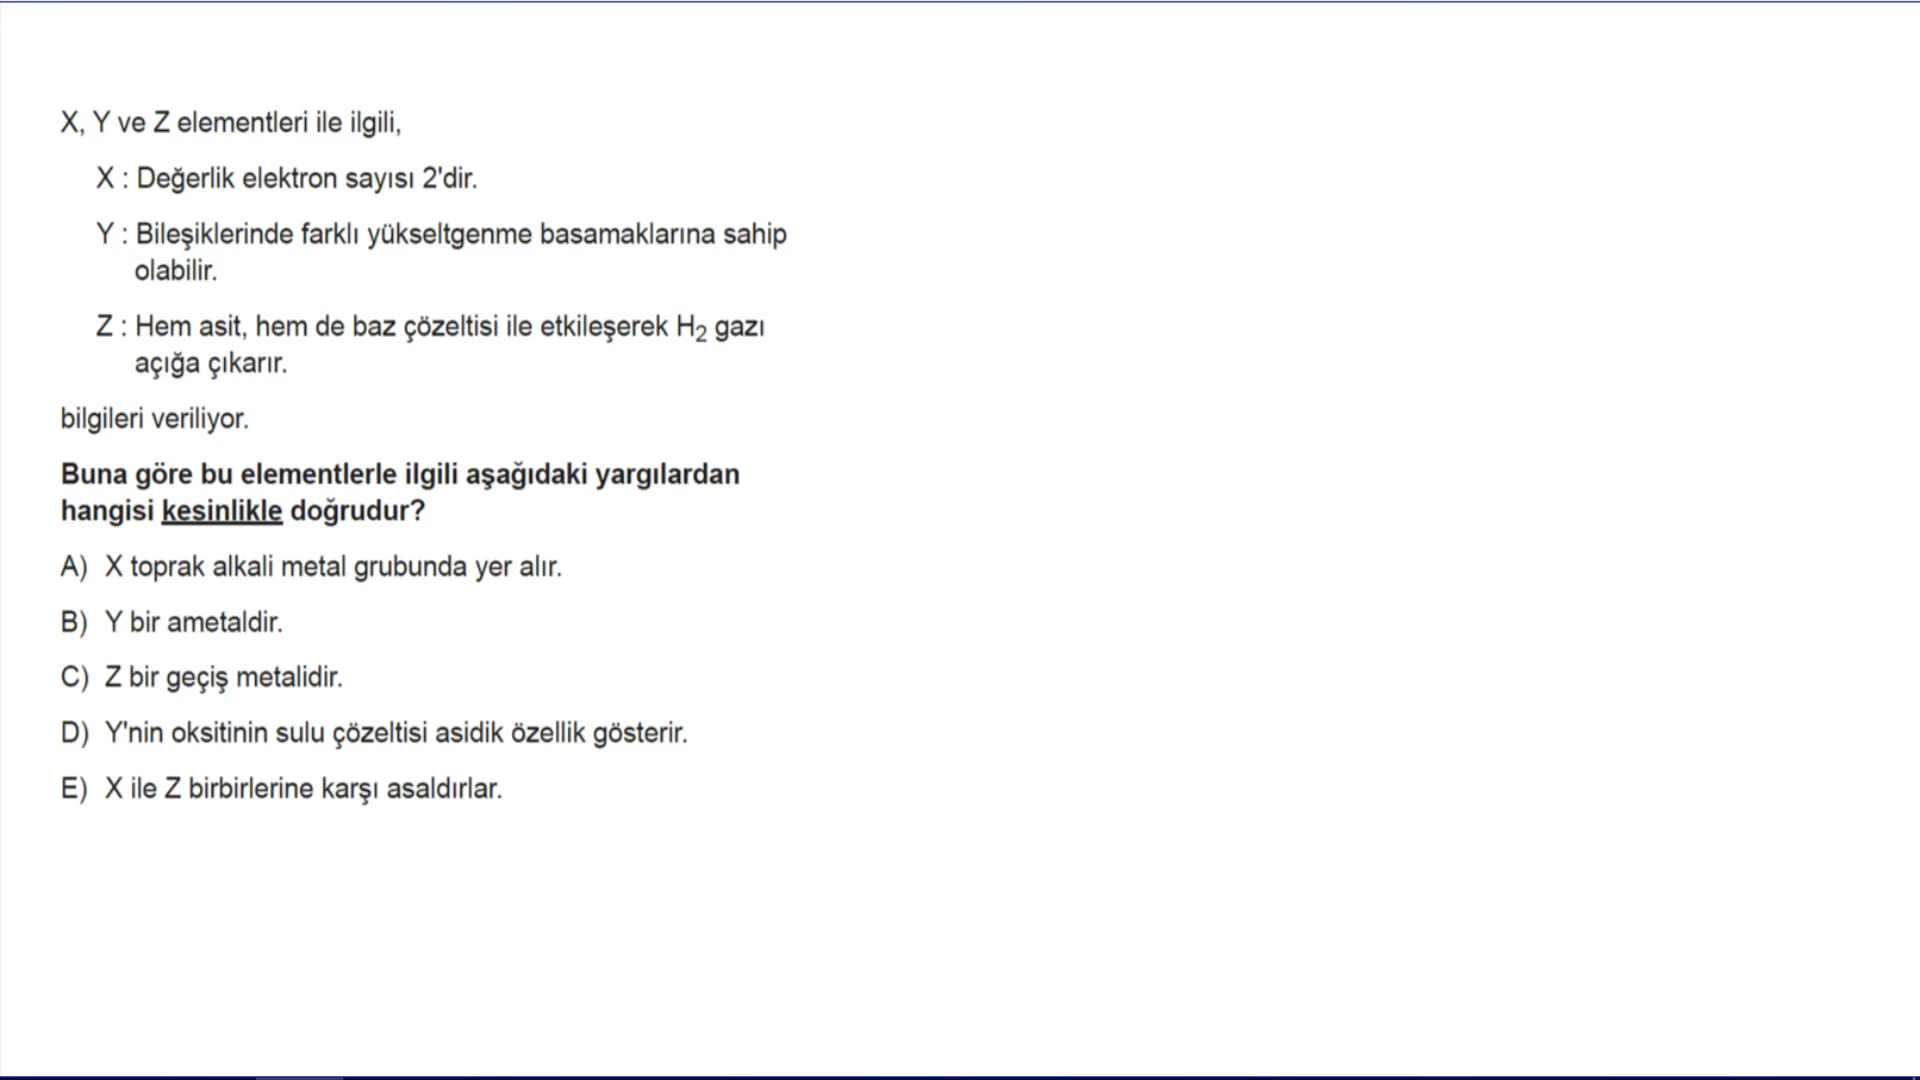 X, Y ve Z elementleri ile ilgili,
X : Değerlik elektron sayısı 2'dir.
Y : Bileşiklerinde farklı yükseltgenme basamaklarına sahip
olabilir.
Z : Hem asit, hem de baz çözeltisi ile etkileşerek H₂ gazı
açığa çıkarır.
bilgileri veriliyor.
Buna göre bu elementlerle ilgili aşağıdaki yargılardan
hangisi kesinlikle doğrudur?
A) X toprak alkali metal grubunda yer alır.
B) Y bir ametaldir.
C) Z bir geçiş metalidir.
D) Y'nin oksitinin sulu çözeltisi asidik özellik gösterir.
E) X ile Z birbirlerine karşı asaldırlar.